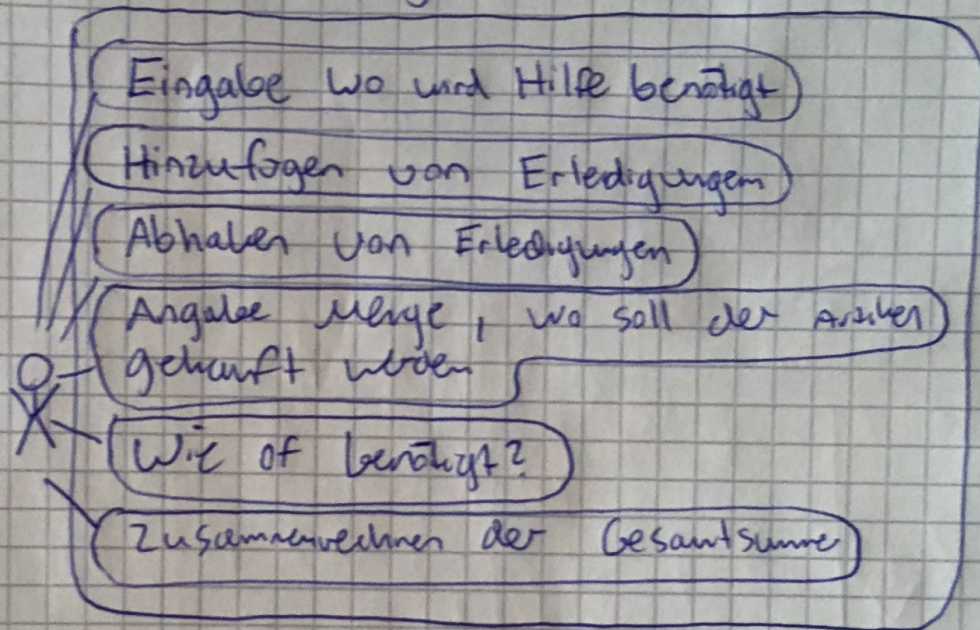 Eingabe wo wird Hilfe benötigt
Hinzufügen von Erledigungen
Abhaken von Erledigungen
Angabe Menge, wo soll der Artikel
gekauft werden
Wie of benötigt?
Zusammenrechnen der Gesamtsumme